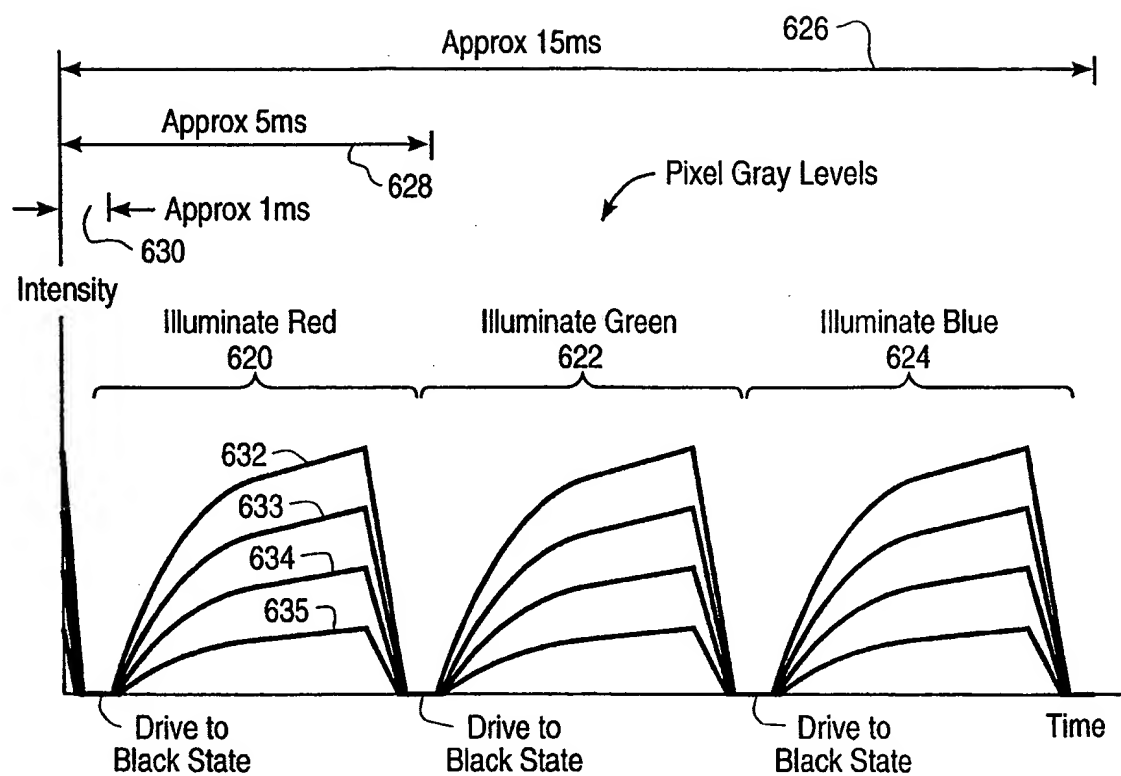 Approx 15ms
626
Approx 5ms
628
Pixel Gray Levels
Approx 1ms
630
Intensity
Illuminate Red
620
Illuminate Green
622
Illuminate Blue
624
632
633
634
635
Drive to
Black State
Drive to
Black State
Drive to
Black State
Time